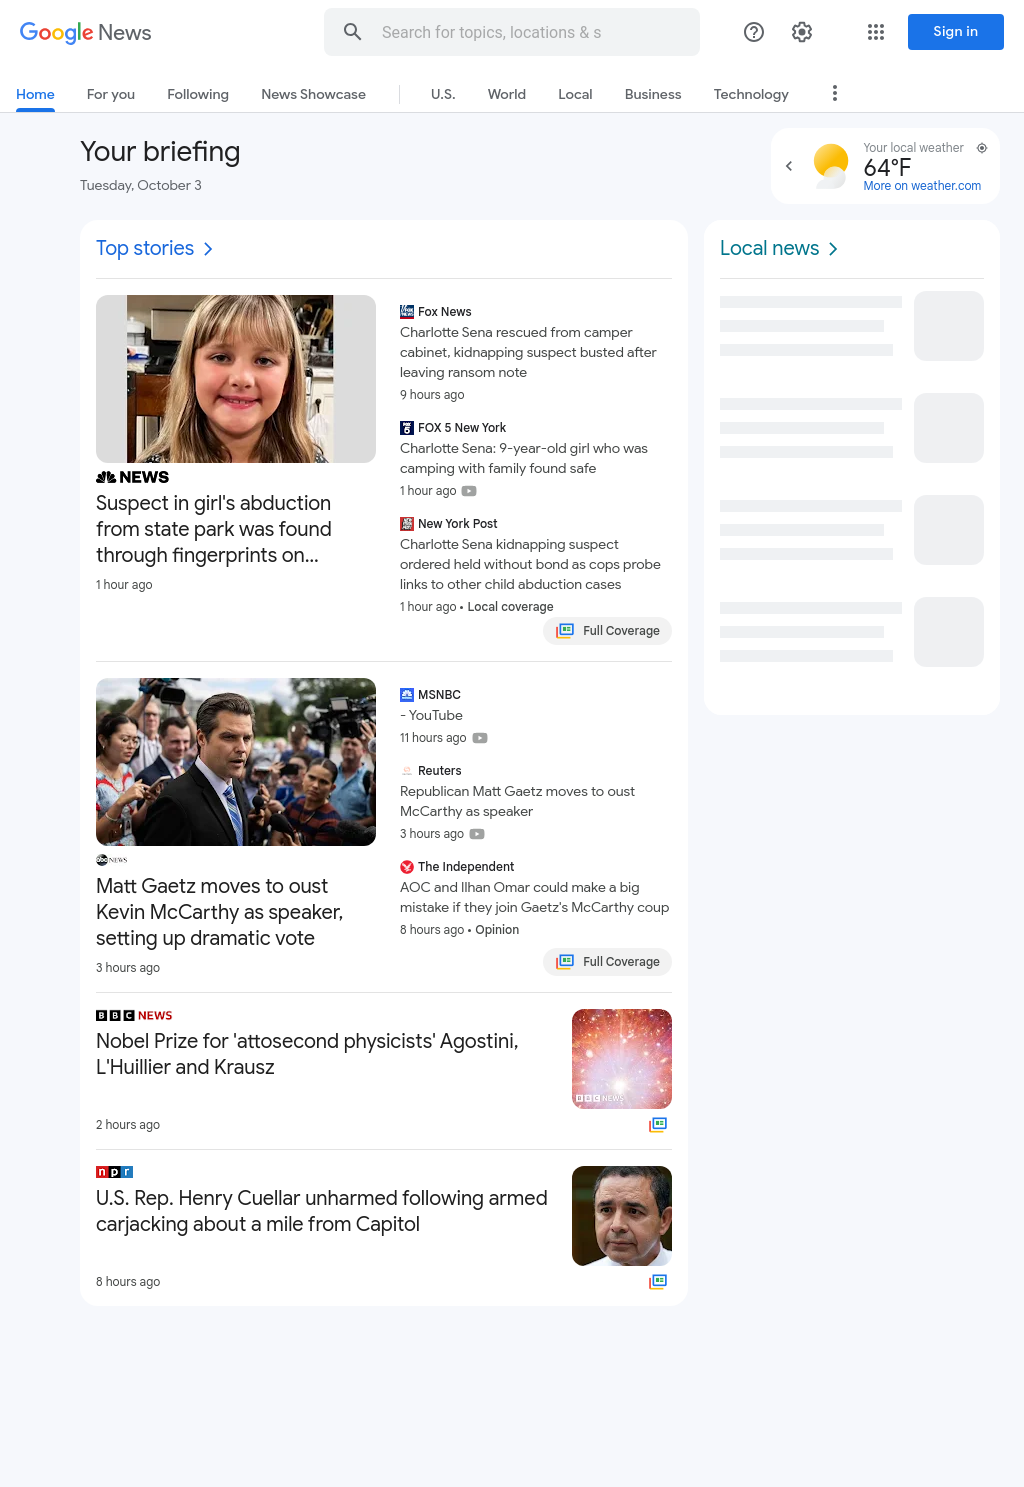 Google News
Search for topics, locations & s
Sign in
Home
For you
Following
News Showcase
U.S.
World
Local
Business
Technology
Your briefing
Tuesday, October 3
Your local weather
64°F
More on weather.com
Top stories
NEWS
Suspect in girl's abduction
from state park was found
through fingerprints on...
1 hour ago
Fox News
Charlotte Sena rescued from camper
cabinet, kidnapping suspect busted after
leaving ransom note
9 hours ago
FOX 5 New York
Charlotte Sena: 9-year-old girl who was
camping with family found safe
1 hour ago
New York Post
Charlotte Sena kidnapping suspect
ordered held without bond as cops probe
links to other child abduction cases
1 hour ago • Local coverage
Full Coverage
abc NEWS
Matt Gaetz moves to oust
Kevin McCarthy as speaker,
setting up dramatic vote
3 hours ago
MSNBC
- YouTube
11 hours ago
Reuters
Republican Matt Gaetz moves to oust
McCarthy as speaker
3 hours ago
The Independent
AOC and Ilhan Omar could make a big
mistake if they join Gaetz's McCarthy coup
8 hours ago • Opinion
Full Coverage
BBC NEWS
Nobel Prize for 'attosecond physicists' Agostini,
L'Huillier and Krausz
2 hours ago
BBC NEWS
npr
U.S. Rep. Henry Cuellar unharmed following armed
carjacking about a mile from Capitol
8 hours ago
Local news